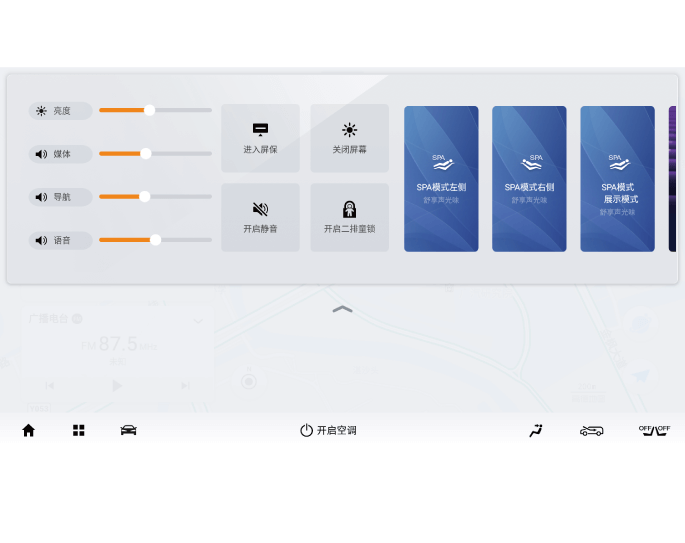 亮度
媒体
导航
语音
进入屏保
关闭屏幕
开启静音
开启二排童锁
SPA
SPA模式左侧
舒享声光味
SPA
SPA模式右侧
舒享声光味
SPA
SPA模式
展示模式
舒享声光味
广播电台
FM 87.5 MHz
开启空调
OFF OFF